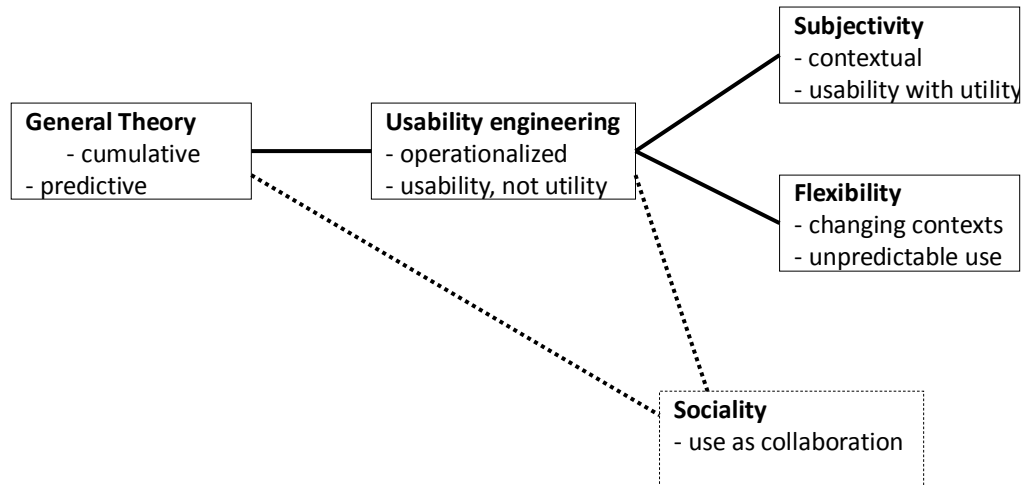 General Theory
- cumulative
- predictive
Usability engineering
- operationalized
- usability, not utility
Subjectivity
- contextual
- usability with utility
Flexibility
- changing contexts
- unpredictable use
Sociality
- use as collaboration